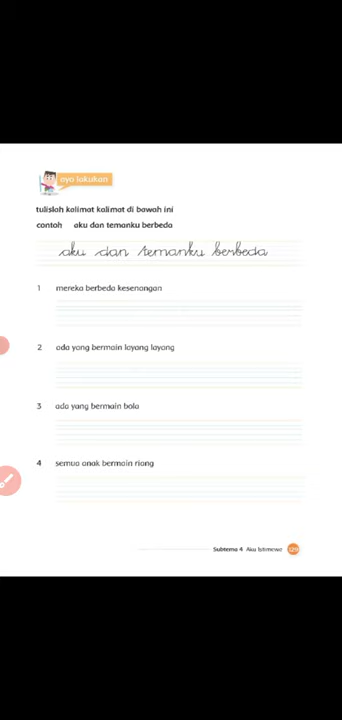 ayo lakukan
tulislah kalimat kalimat di bawah ini
contoh aku dan temanku berbeda
aku dan temanku berbeda
1 mereka berbeda kesenangan
2 ada yang bermain layang layang
3 ada yang bermain bola
4 semua anak bermain riang
Subtema 4 Aku Istimewa 129